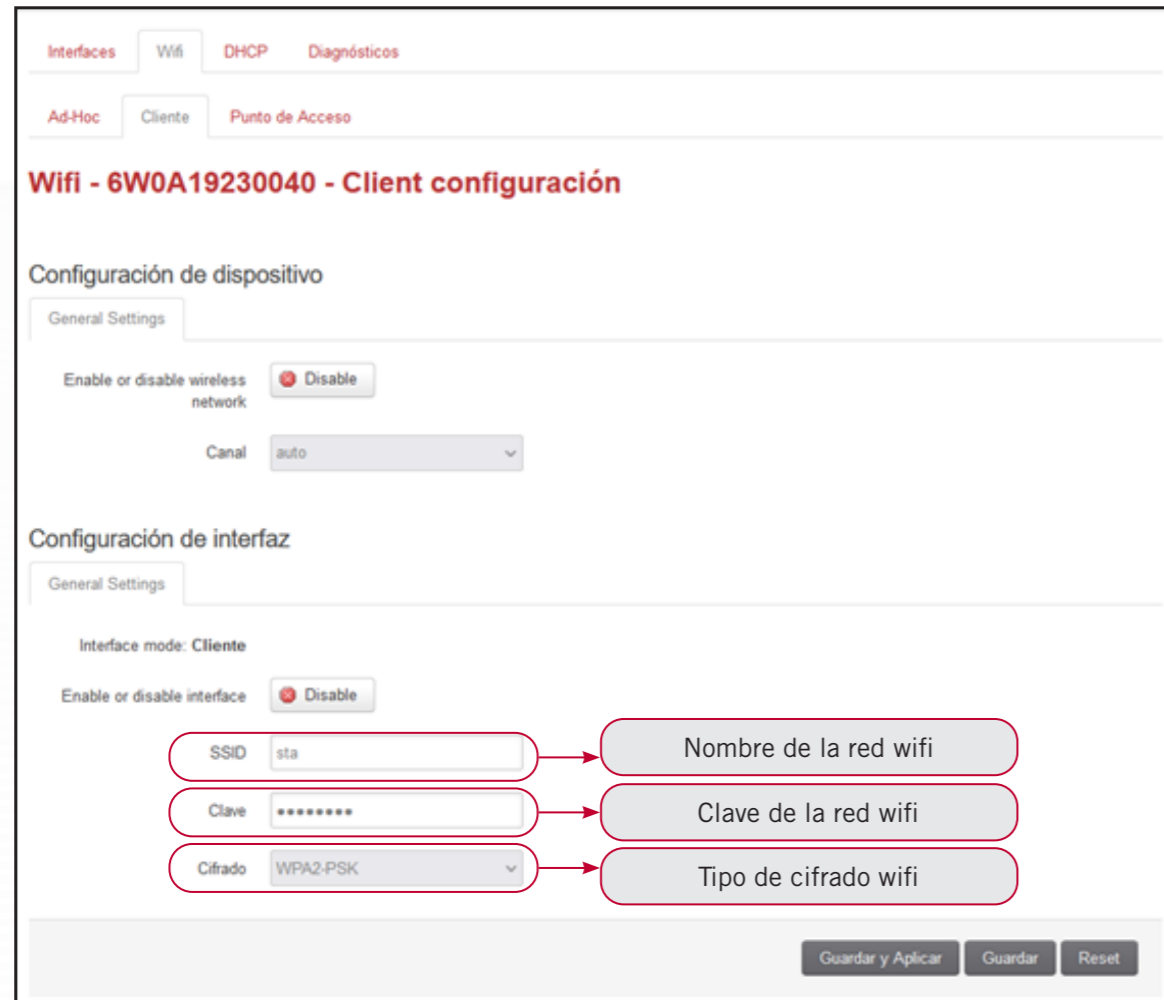 Interfaces Wifi DHCP Diagnósticos
Ad-Hoc Cliente Punto de Acceso
Wifi - 6W0A19230040 - Client configuración
Configuración de dispositivo
General Settings
Enable or disable wireless
network
Disable
Canal auto
Configuración de interfaz
General Settings
Interface mode: Cliente
Enable or disable interface Disable
SSID sta Nombre de la red wifi
Clave •••••••• Clave de la red wifi
Cifrado WPA2-PSK Tipo de cifrado wifi
Guardar y Aplicar Guardar Reset